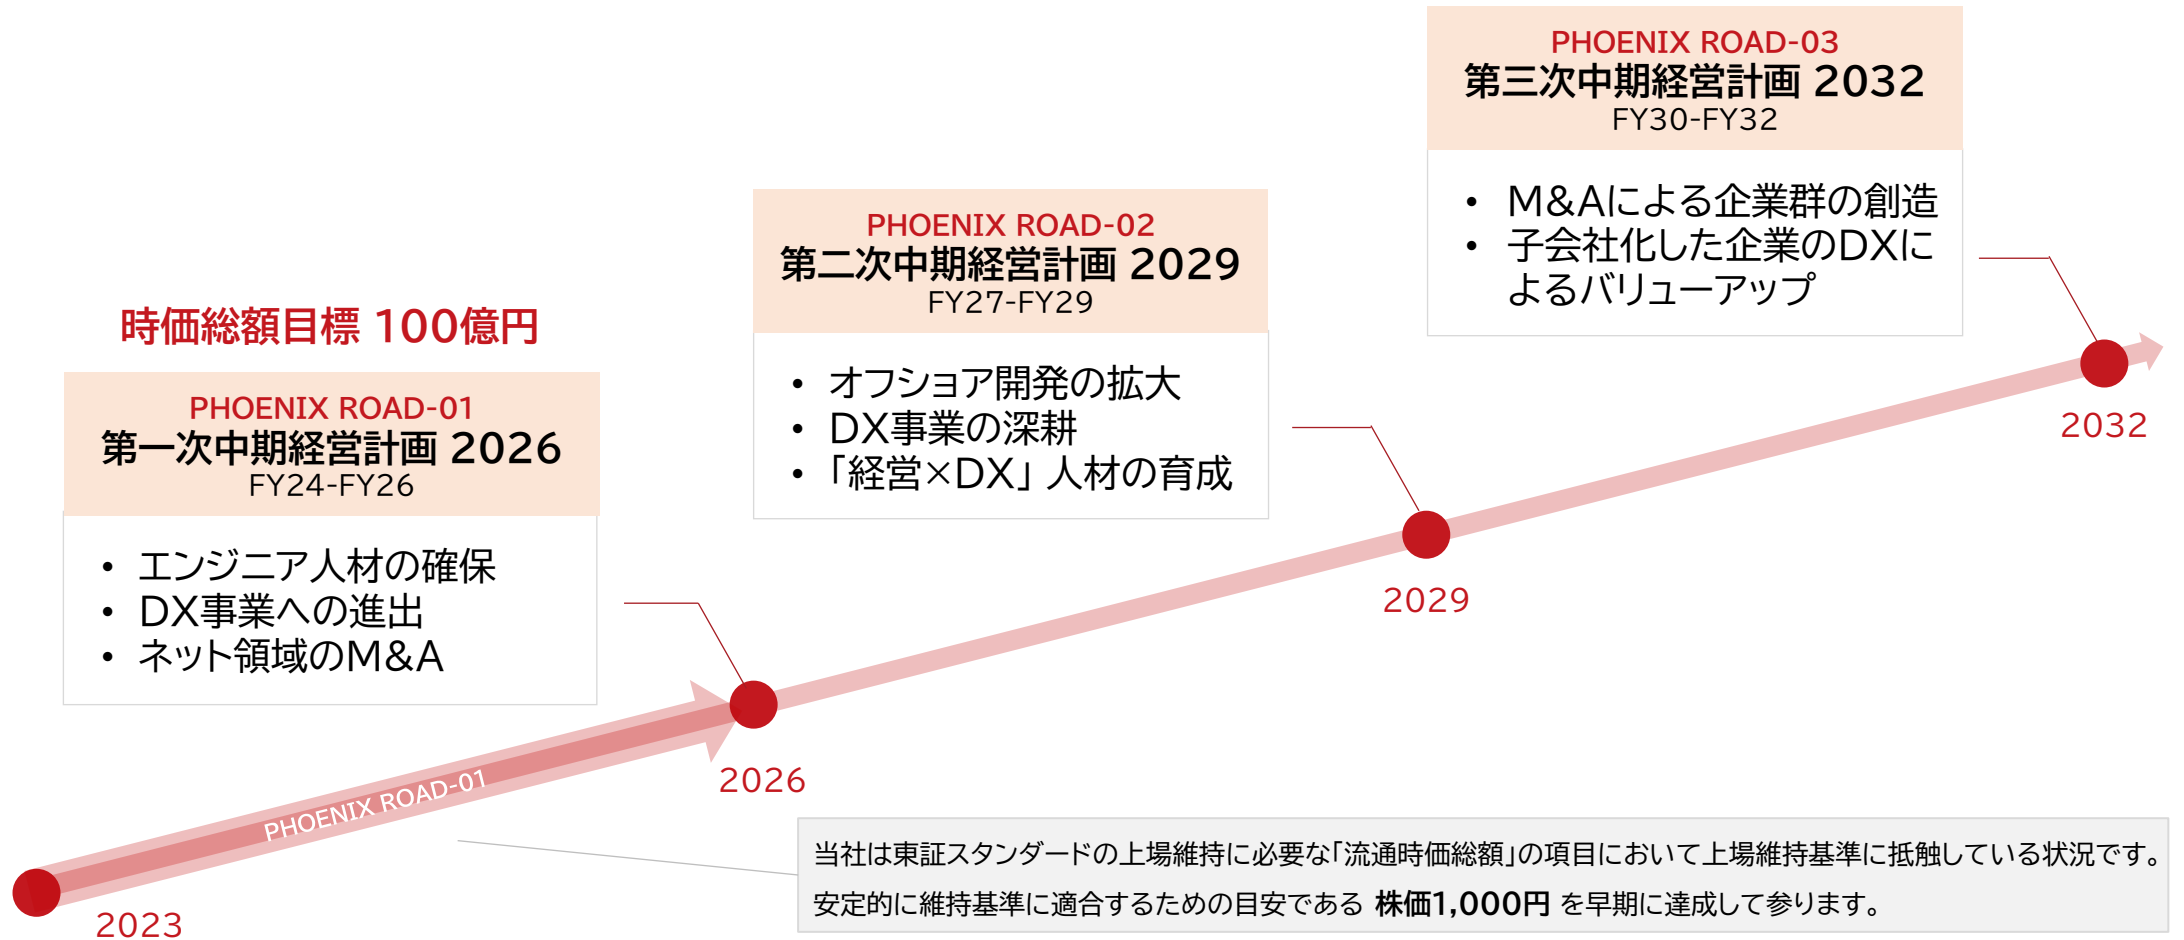 時価総額目標 100億円
PHOENIX ROAD-01
第一次中期経営計画 2026
FY24-FY26
• エンジニア人材の確保
• DX事業への進出
• ネット領域のM&A
PHOENIX ROAD-02
第二次中期経営計画 2029
FY27-FY29
• オフショア開発の拡大
• DX事業の深耕
• 「経営×DX」 人材の育成
PHOENIX ROAD-03
第三次中期経営計画 2032
FY30-FY32
• M&Aによる企業群の創造
• 子会社化した企業のDXに
よるバリューアップ
PHOENIX ROAD-01
2023
2026
2029
2032
当社は東証スタンダードの上場維持に必要な「流通時価総額」の項目において上場維持基準に抵触している状況です。
安定的に維持基準に適合するための目安である 株価1,000円 を早期に達成して参ります。